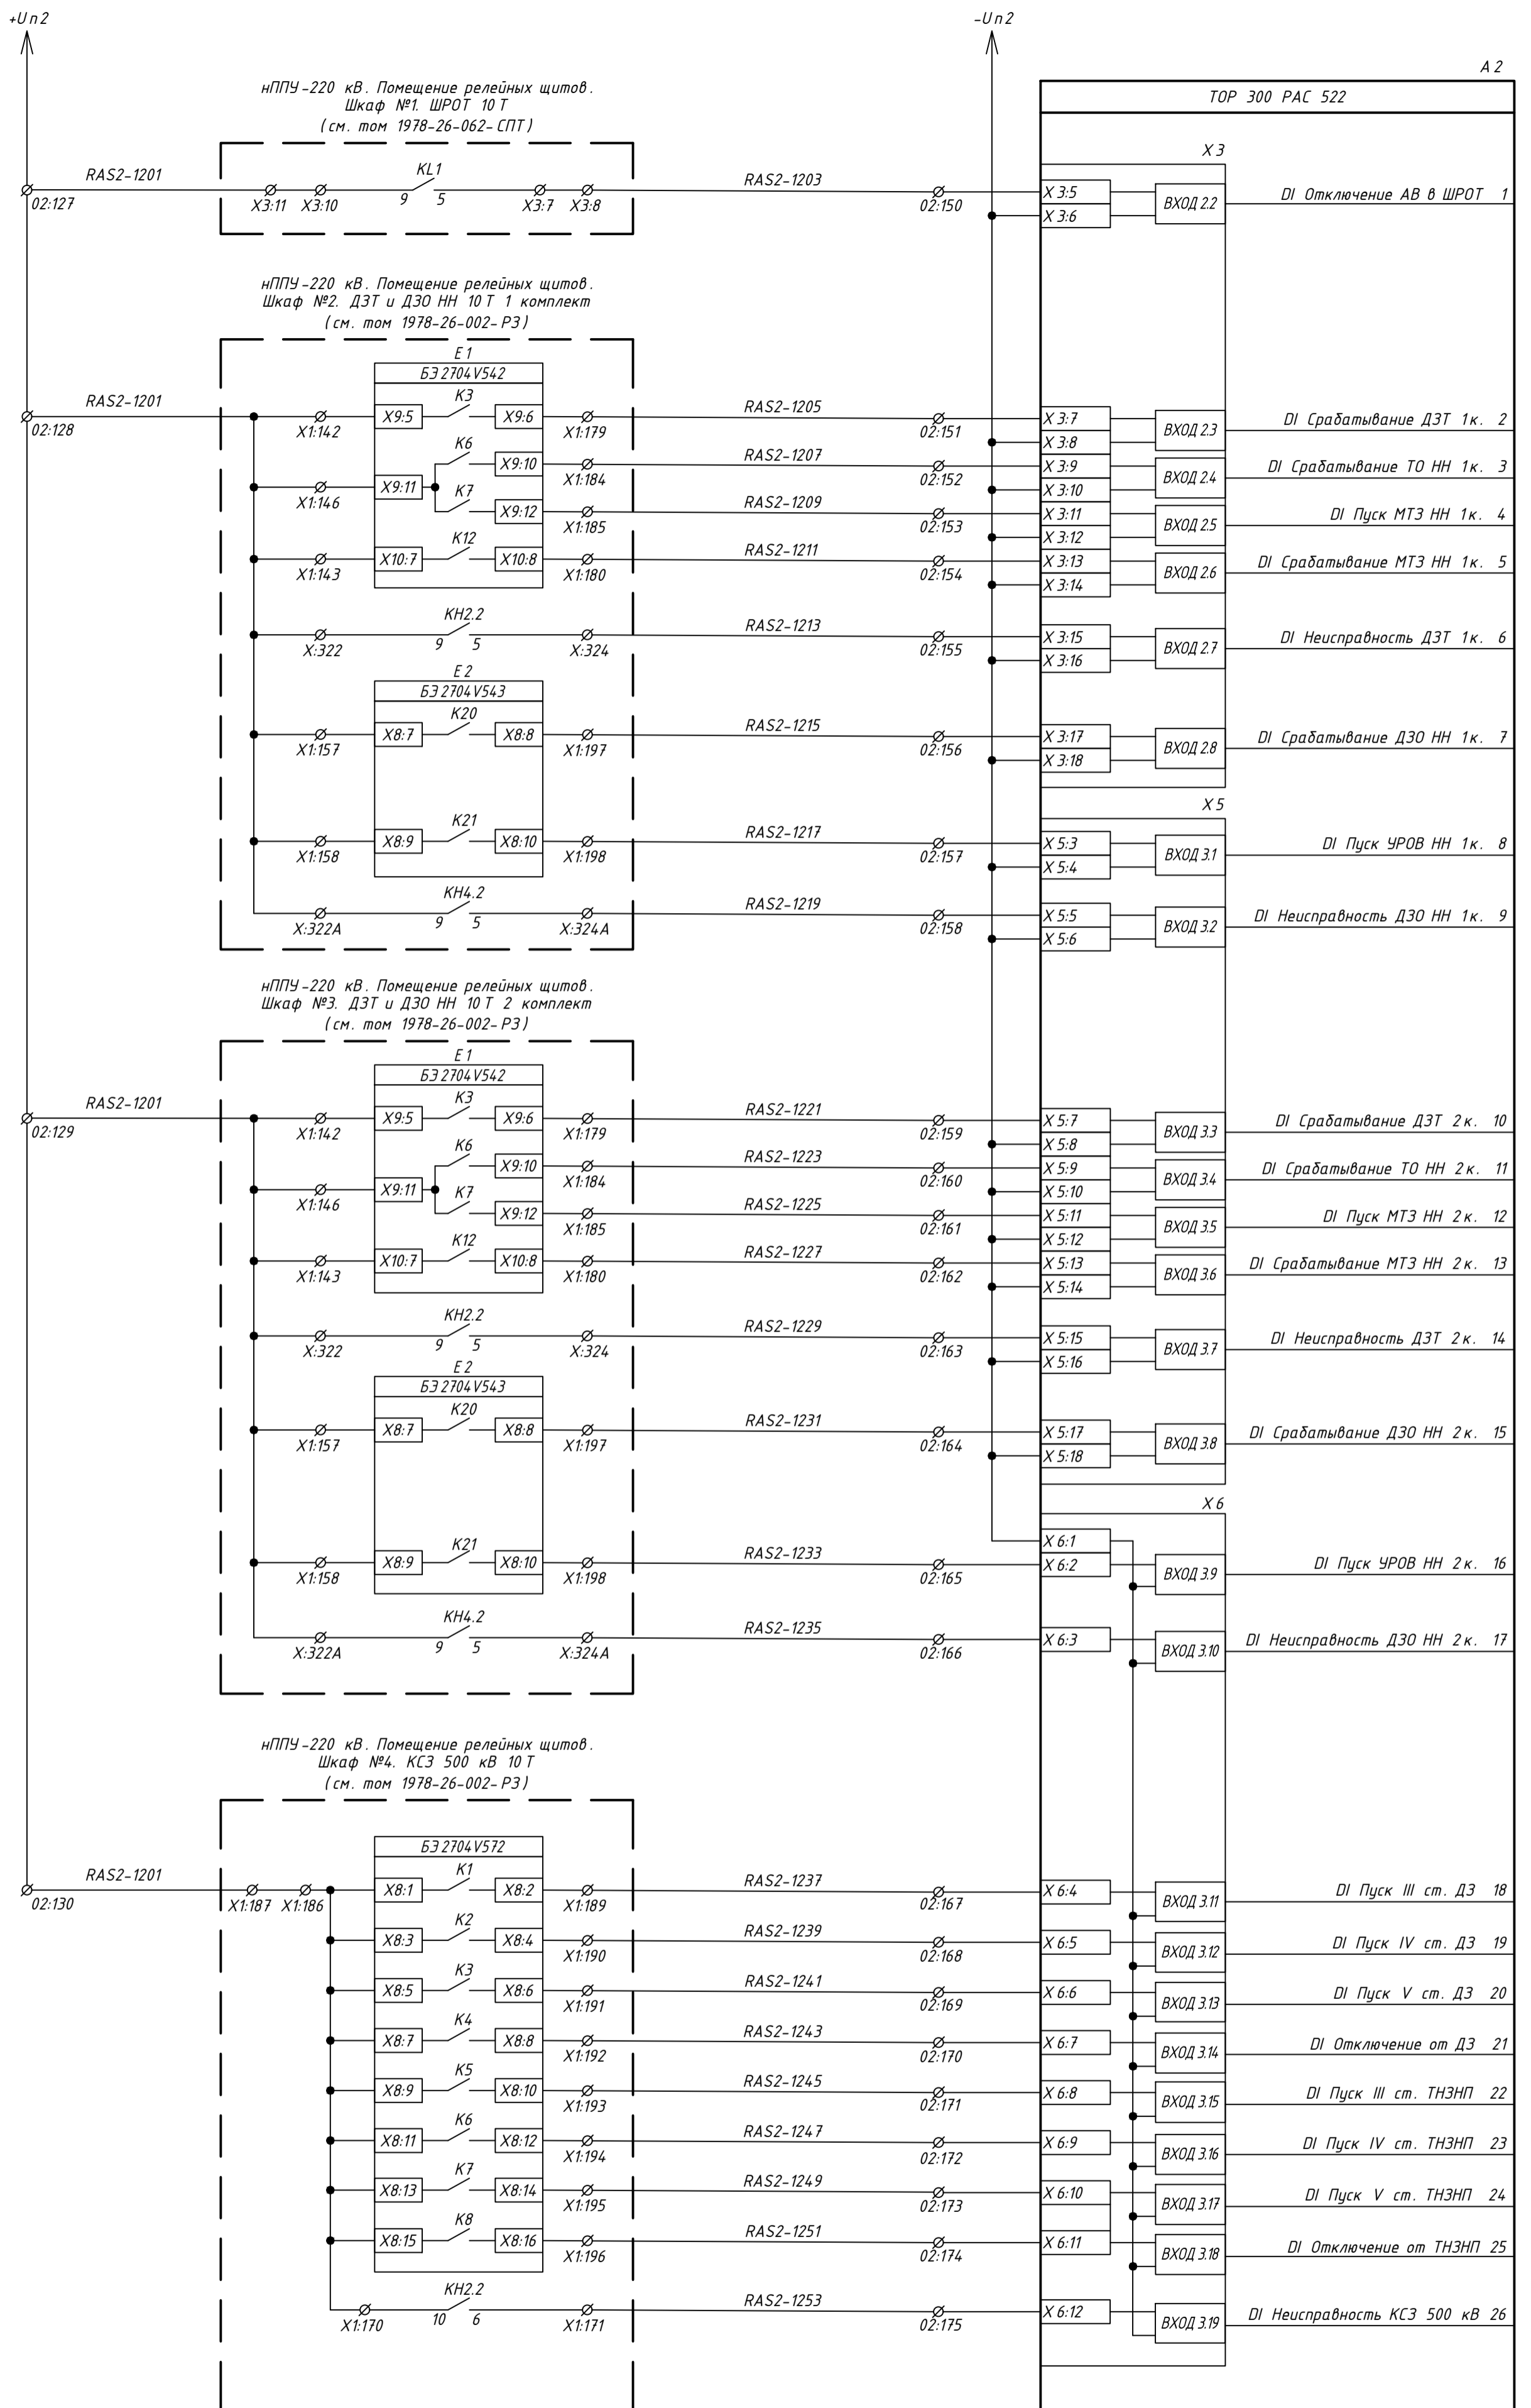 +Uп2
-Uп2
А2
ТОР 300 РАС 522
нППУ-220 кВ. Помещение релейных щитов.
Шкаф №1. ШРОТ 10Т
(см. том 1978-26-062-СПТ)
X3
RAS2-1201
KL1
RAS2-1203
02:127
X3:11 X3:10
9 5
X3:7 X3:8
02:150
X3:5
X3:6
ВХОД 2.2
DI Отключение АВ в ШРОТ 1
нППУ-220 кВ. Помещение релейных щитов.
Шкаф №2. ДЗТ и ДЗО НН 10Т 1 комплект
(см. том 1978-26-002-РЗ)
E1
БЭ2704V542
RAS2-1201
02:128
X1:142
X9:5
K3
X9:6
X1:179
RAS2-1205
02:151
X3:7
X3:8
ВХОД 2.3
DI Срабатывание ДЗТ 1к. 2
K6
X9:10
X1:184
RAS2-1207
02:152
X3:9
X3:10
ВХОД 2.4
DI Срабатывание ТО НН 1к. 3
X1:146
X9:11
K7
X9:12
X1:185
RAS2-1209
02:153
X3:11
X3:12
ВХОД 2.5
DI Пуск МТЗ НН 1к. 4
X1:143
X10:7
K12
X10:8
X1:180
RAS2-1211
02:154
X3:13
X3:14
ВХОД 2.6
DI Срабатывание МТЗ НН 1к. 5
X:322
KH2.2
9 5
X:324
RAS2-1213
02:155
X3:15
X3:16
ВХОД 2.7
DI Неисправность ДЗТ 1к. 6
E2
БЭ2704V543
X1:157
X8:7
K20
X8:8
X1:197
RAS2-1215
02:156
X3:17
X3:18
ВХОД 2.8
DI Срабатывание ДЗО НН 1к. 7
X5
X1:158
X8:9
K21
X8:10
X1:198
RAS2-1217
02:157
X5:3
X5:4
ВХОД 3.1
DI Пуск УРОВ НН 1к. 8
X:322А
KH4.2
9 5
X:324А
RAS2-1219
02:158
X5:5
X5:6
ВХОД 3.2
DI Неисправность ДЗО НН 1к. 9
нППУ-220 кВ. Помещение релейных щитов.
Шкаф №3. ДЗТ и ДЗО НН 10Т 2 комплект
(см. том 1978-26-002-РЗ)
E1
БЭ2704V542
RAS2-1201
02:129
X1:142
X9:5
K3
X9:6
X1:179
RAS2-1221
02:159
X5:7
X5:8
ВХОД 3.3
DI Срабатывание ДЗТ 2к. 10
K6
X9:10
X1:184
RAS2-1223
02:160
X5:9
X5:10
ВХОД 3.4
DI Срабатывание ТО НН 2к. 11
X1:146
X9:11
K7
X9:12
X1:185
RAS2-1225
02:161
X5:11
X5:12
ВХОД 3.5
DI Пуск МТЗ НН 2к. 12
X1:143
X10:7
K12
X10:8
X1:180
RAS2-1227
02:162
X5:13
X5:14
ВХОД 3.6
DI Срабатывание МТЗ НН 2к. 13
X:322
KH2.2
9 5
X:324
RAS2-1229
02:163
X5:15
X5:16
ВХОД 3.7
DI Неисправность ДЗТ 2к. 14
E2
БЭ2704V543
X1:157
X8:7
K20
X8:8
X1:197
RAS2-1231
02:164
X5:17
X5:18
ВХОД 3.8
DI Срабатывание ДЗО НН 2к. 15
X6
X6:1
X1:158
X8:9
K21
X8:10
X1:198
RAS2-1233
02:165
X6:2
ВХОД 3.9
DI Пуск УРОВ НН 2к. 16
X:322А
KH4.2
9 5
X:324А
RAS2-1235
02:166
X6:3
ВХОД 3.10
DI Неисправность ДЗО НН 2к. 17
нППУ-220 кВ. Помещение релейных щитов.
Шкаф №4. КСЗ 500 кВ 10Т
(см. том 1978-26-002-РЗ)
БЭ2704V572
RAS2-1201
02:130
X1:187 X1:186
X8:1
K1
X8:2
X1:189
RAS2-1237
02:167
X6:4
ВХОД 3.11
DI Пуск III ст. ДЗ 18
X8:3
K2
X8:4
X1:190
RAS2-1239
02:168
X6:5
ВХОД 3.12
DI Пуск IV ст. ДЗ 19
X8:5
K3
X8:6
X1:191
RAS2-1241
02:169
X6:6
ВХОД 3.13
DI Пуск V ст. ДЗ 20
X8:7
K4
X8:8
X1:192
RAS2-1243
02:170
X6:7
ВХОД 3.14
DI Отключение от ДЗ 21
X8:9
K5
X8:10
X1:193
RAS2-1245
02:171
X6:8
ВХОД 3.15
DI Пуск III ст. ТНЗНП 22
X8:11
K6
X8:12
X1:194
RAS2-1247
02:172
X6:9
ВХОД 3.16
DI Пуск IV ст. ТНЗНП 23
X8:13
K7
X8:14
X1:195
RAS2-1249
02:173
X6:10
ВХОД 3.17
DI Пуск V ст. ТНЗНП 24
X8:15
K8
X8:16
X1:196
RAS2-1251
02:174
X6:11
ВХОД 3.18
DI Отключение от ТНЗНП 25
X1:170
KH2.2
10 6
X1:171
RAS2-1253
02:175
X6:12
ВХОД 3.19
DI Неисправность КСЗ 500 кВ 26